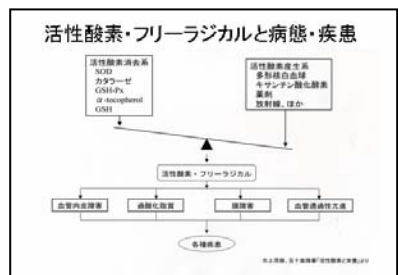 活性酸素・フリーラジカルと病態・疾患
活性酸素消去系
SOD
カタラーゼ
GSH-Px
α-tocopherol
GSH
活性酸素産生系
多形核白血球
キサンチン酸化酵素
薬剤
放射線、ほか
活性酸素・フリーラジカル
血管内皮障害
過酸化脂質
膜障害
血管透過性亢進
各種疾患